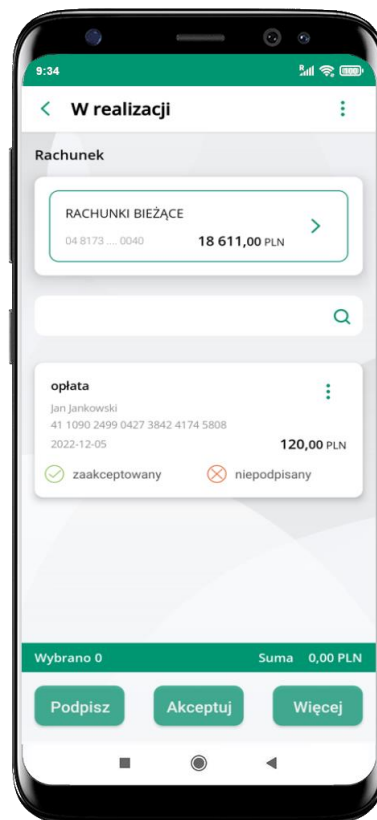 9:34
W realizacji
Rachunek
RACHUNKI BIEŻĄCE
04 8173 .... 0040 18 611,00 PLN
opłata
Jan Jankowski
41 1090 2499 0427 3842 4174 5808
2022-12-05 120,00 PLN
zaakceptowany niepodpisany
Wybrano 0 Suma 0,00 PLN
Podpisz Akceptuj Więcej